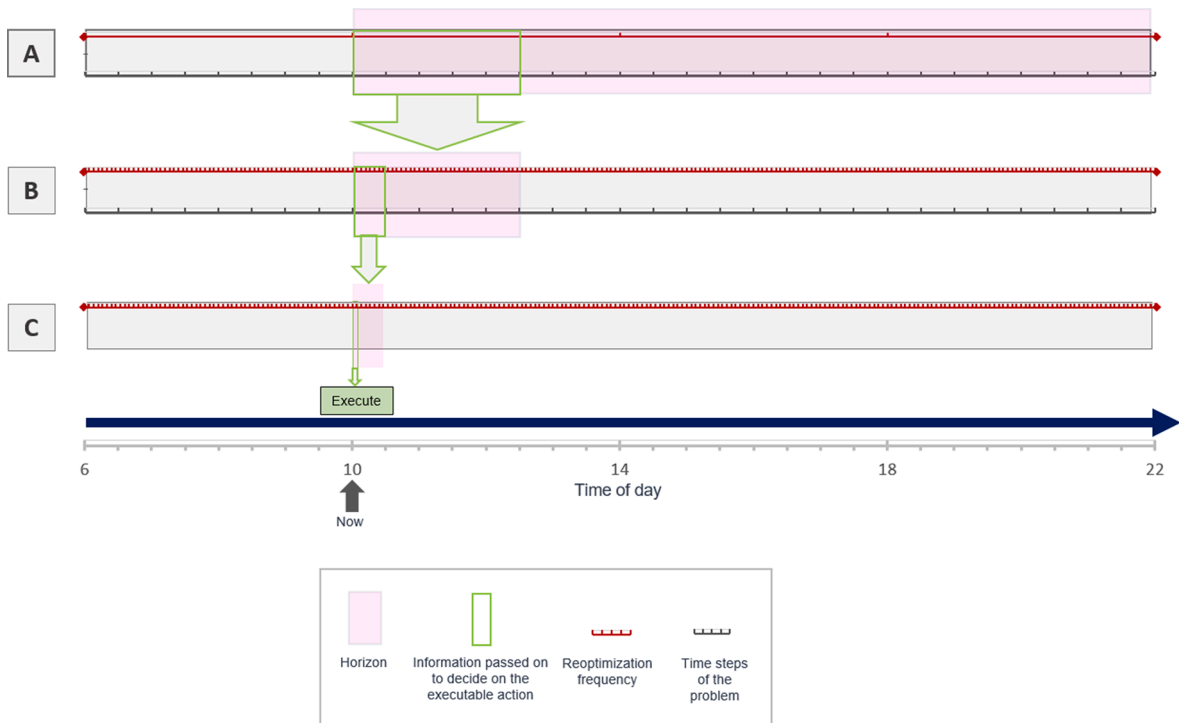 A
B
C
Execute
6 10 14 18 22
Time of day
Now
Horizon
Information passed on
to decide on the
executable action
Reoptimization
frequency
Time steps
of the
problem